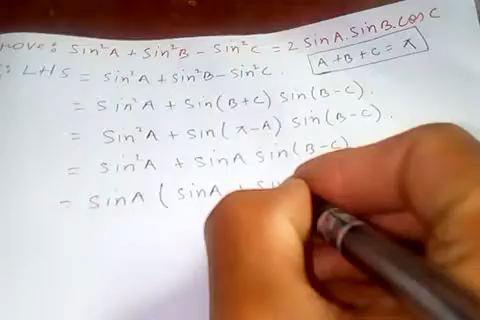 rove: sin²A + sin²B - sin²C = 2 sinA.sinB.cosC
: LHS = sin²A + sin²B - sin²C.
A + B + C = π
= sin²A + sin(B+C) sin(B-C).
= sin²A + sin(π-A) sin(B-C).
= sin²A + sinA sin(B-C)
= sinA (sinA +